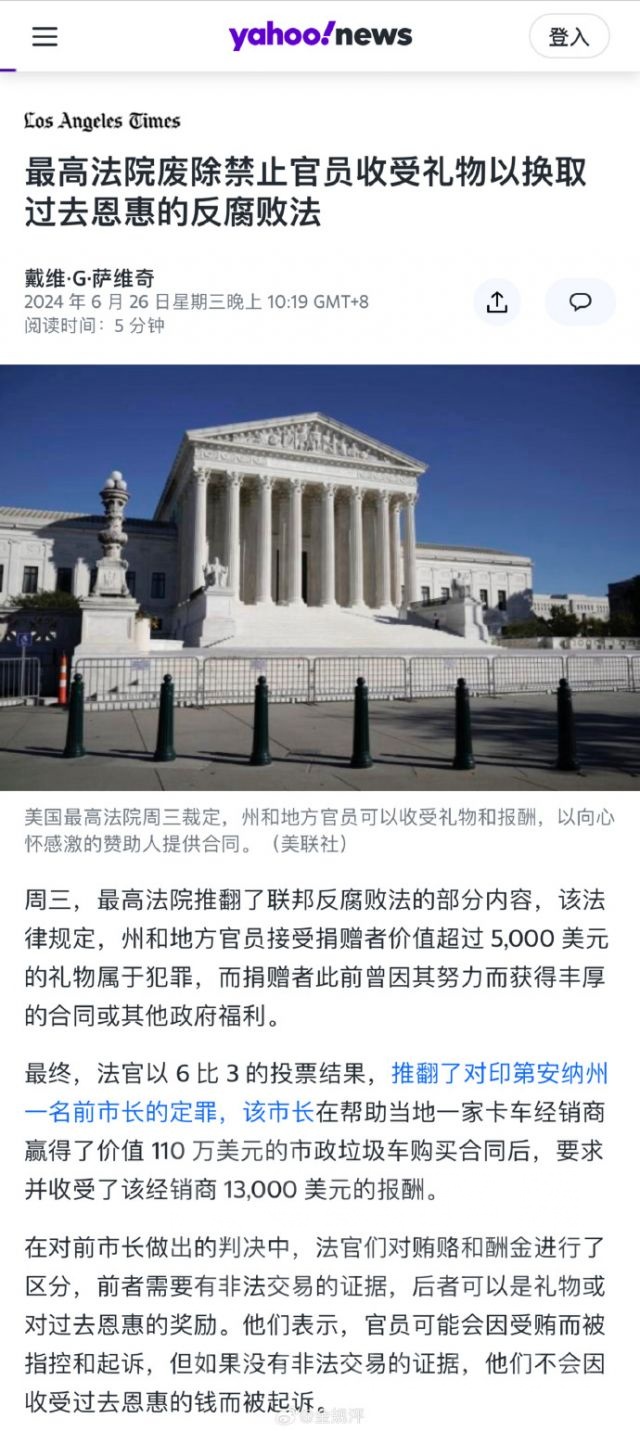 yahoo!news
登入
Los Angeles Times
最高法院废除禁止官员收受礼物以换取
过去恩惠的反腐败法
戴维·G·萨维奇
2024 年 6 月 26 日星期三晚上 10:19 GMT+8
阅读时间：5 分钟
美国最高法院周三裁定，州和地方官员可以收受礼物和报酬，以向心
怀感激的赞助人提供合同。（美联社）
周三，最高法院推翻了联邦反腐败法的部分内容，该法
律规定，州和地方官员接受捐赠者价值超过 5,000 美元
的礼物属于犯罪，而捐赠者此前曾因其努力而获得丰厚
的合同或其他政府福利。
最终，法官以 6 比 3 的投票结果，推翻了对印第安纳州
一名前市长的定罪，该市长在帮助当地一家卡车经销商
赢得了价值 110 万美元的市政垃圾车购买合同后，要求
并收受了该经销商 13,000 美元的报酬。
在对前市长做出的判决中，法官们对贿赂和酬金进行了
区分，前者需要有非法交易的证据，后者可以是礼物或
对过去恩惠的奖励。他们表示，官员可能会因受贿而被
指控和起诉，但如果没有非法交易的证据，他们不会因
收受过去恩惠的钱而被起诉。